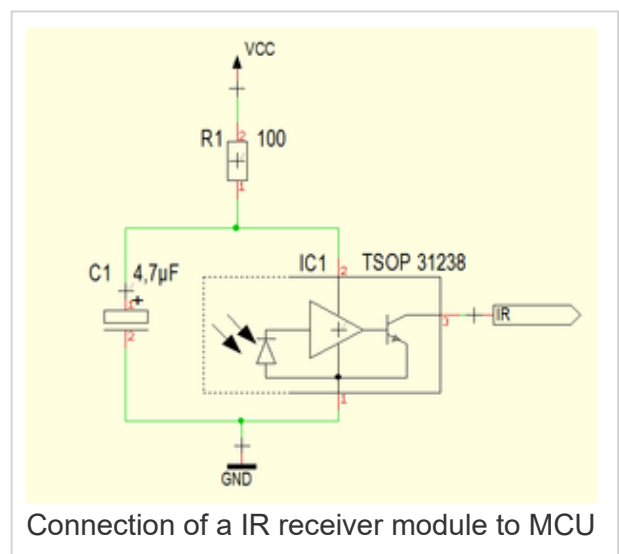 VCC
R1 2 100
1
IC1 2 TSOP 31238
C1 4,7µF
1 +
2
3 IR
1
GND
Connection of a IR receiver module to MCU